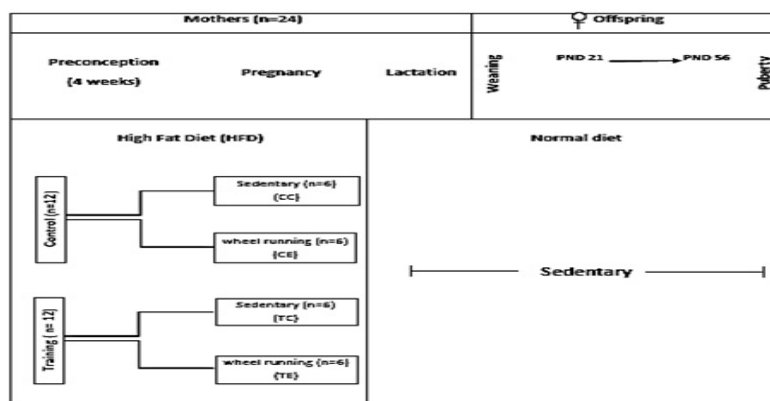 Mothers (n=24)
♀ Offspring
Preconception
(4 weeks)
Pregnancy
Lactation
Weaning
PND 21
PND 56
Puberty
High Fat Diet (HFD)
Normal diet
Control (n=12)
Sedentary (n=6)
(CC)
wheel running (n=6)
(CE)
Sedentary
Training ( n= 12)
Sedentary (n=6)
(TC)
wheel running (n=6)
(TE)